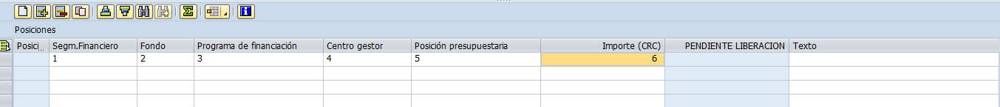 Posiciones
Posici.. Segm.Financiero Fondo Programa de financiación Centro gestor Posición presupuestaria Importe (CRC) PENDIENTE LIBERACION Texto
1 2 3 4 5 6